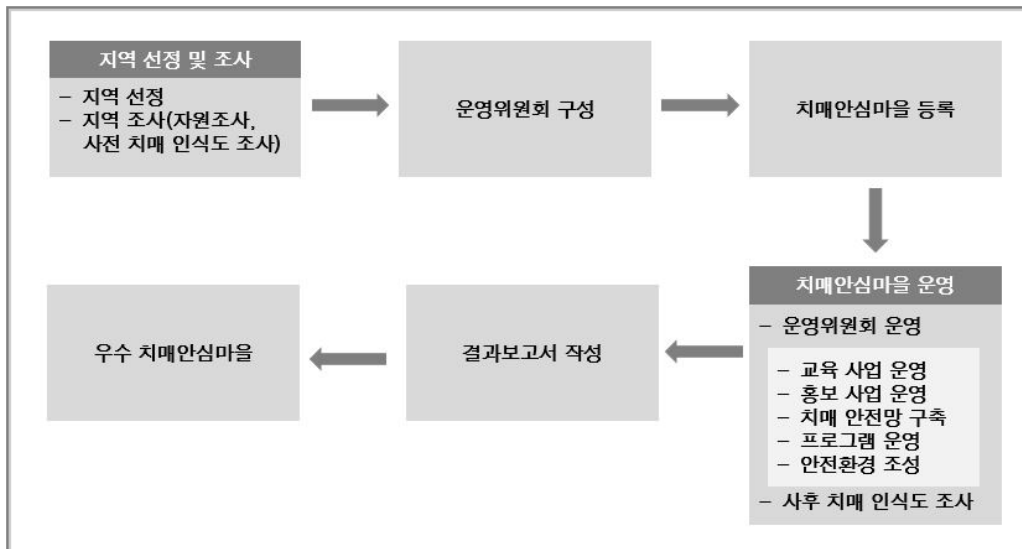 지역 선정 및 조사
– 지역 선정
– 지역 조사(자원조사,
사전 치매 인식도 조사)
운영위원회 구성
치매안심마을 등록
치매안심마을 운영
– 운영위원회 운영
– 교육 사업 운영
– 홍보 사업 운영
– 치매 안전망 구축
– 프로그램 운영
– 안전환경 조성
– 사후 치매 인식도 조사
결과보고서 작성
우수 치매안심마을